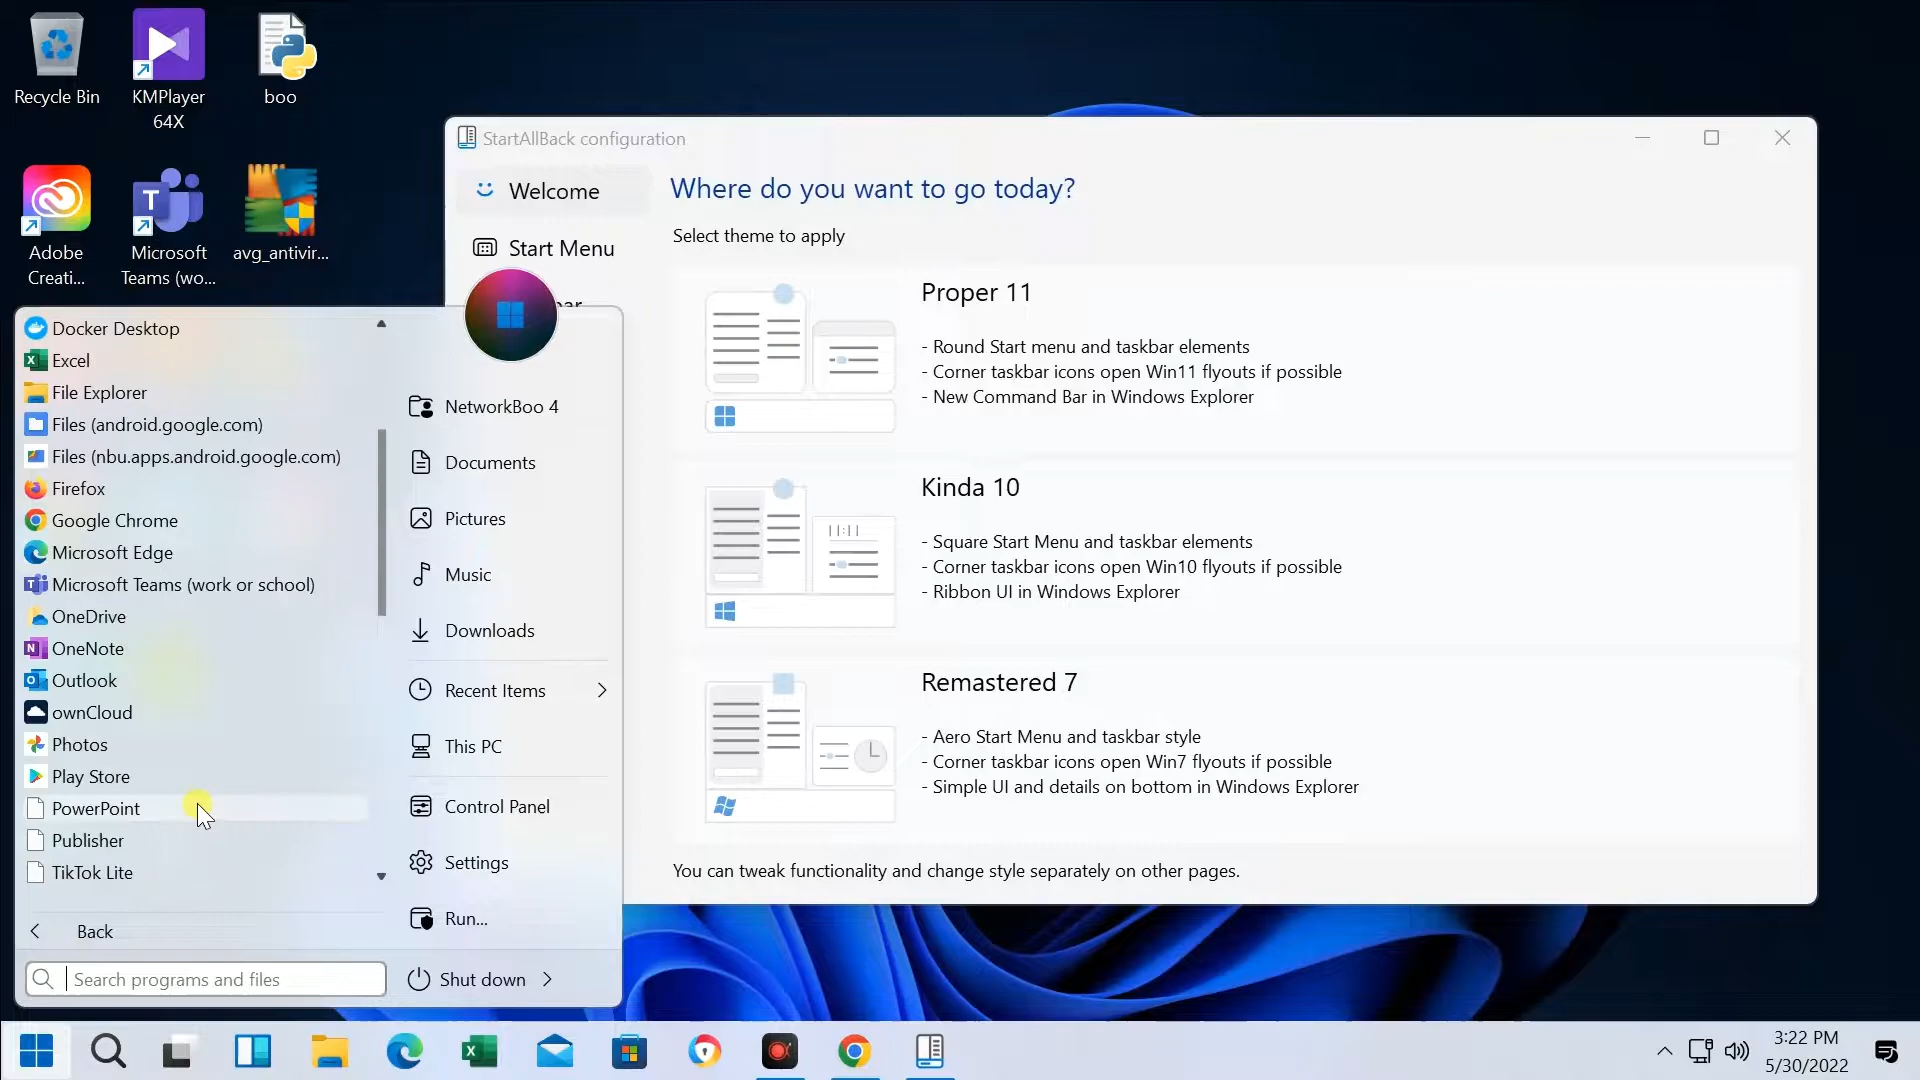 Recycle Bin
KMPlayer
64X
boo
Adobe
Creati...
Microsoft
Teams (wo...
avg_antivir...
StartAllBack configuration
Welcome
Start Menu
Where do you want to go today?
Select theme to apply
Proper 11
- Round Start menu and taskbar elements
- Corner taskbar icons open Win11 flyouts if possible
- New Command Bar in Windows Explorer
Kinda 10
- Square Start Menu and taskbar elements
- Corner taskbar icons open Win10 flyouts if possible
- Ribbon UI in Windows Explorer
Remastered 7
- Aero Start Menu and taskbar style
- Corner taskbar icons open Win7 flyouts if possible
- Simple UI and details on bottom in Windows Explorer
You can tweak functionality and change style separately on other pages.
Docker Desktop
Excel
File Explorer
Files (android.google.com)
Files (nbu.apps.android.google.com)
Firefox
Google Chrome
Microsoft Edge
Microsoft Teams (work or school)
OneDrive
OneNote
Outlook
ownCloud
Photos
Play Store
PowerPoint
Publisher
TikTok Lite
Back
Search programs and files
NetworkBoo 4
Documents
Pictures
Music
Downloads
Recent Items
This PC
Control Panel
Settings
Run...
Shut down
3:22 PM
5/30/2022